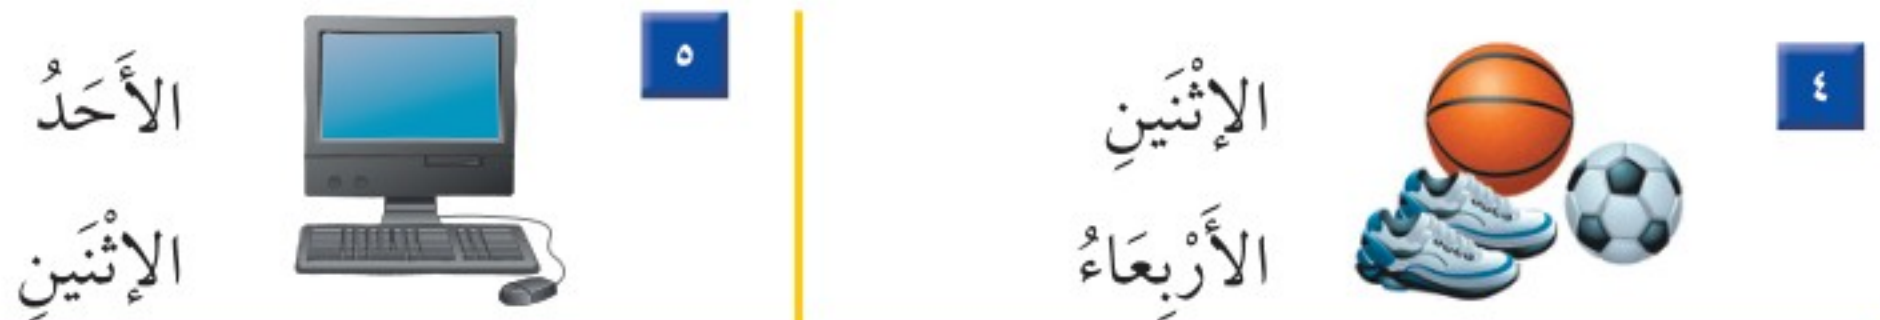 ٤
الإثْنَينِ
الأَرْبِعَاءُ
٥
الأَحَدُ
الإثْنَينِ